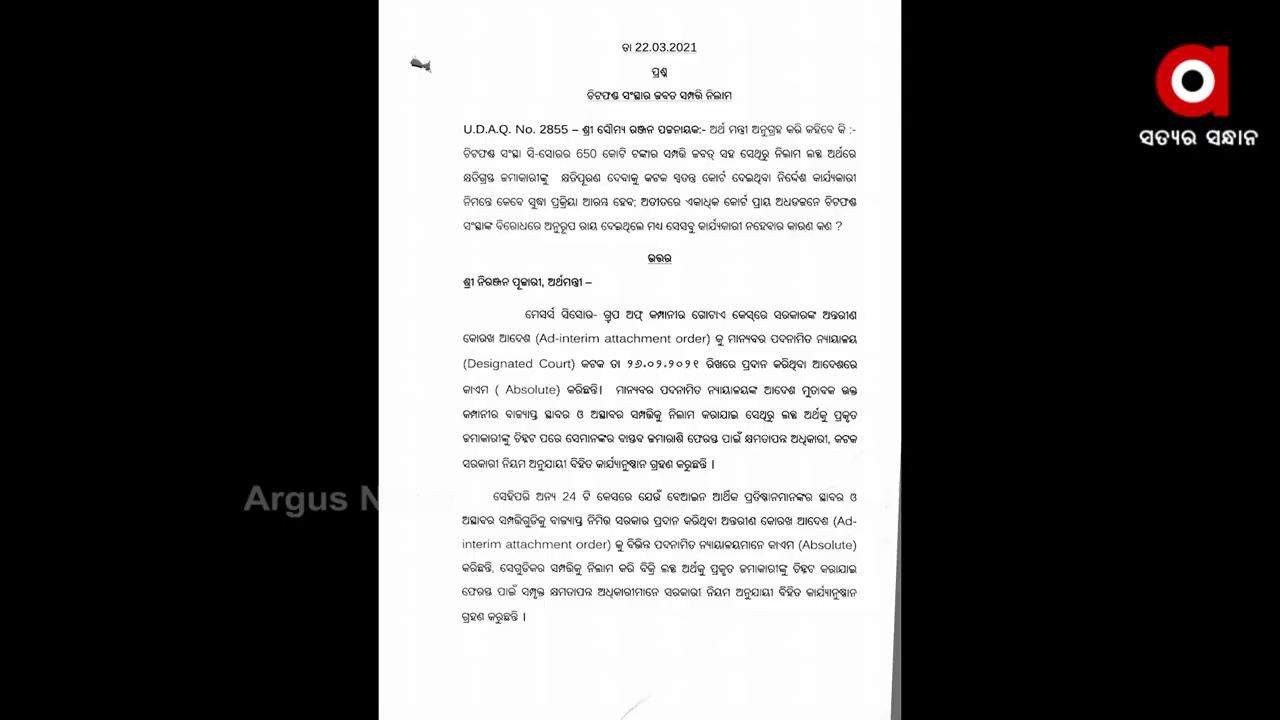 ତା 22.03.2021
ପ୍ରଶ୍ନ
ଚିଟଫଣ୍ଡ ସଂସ୍ଥାର ଜବତ ସମ୍ପତ୍ତି ନିଲାମ
U.D.A.Q. No. 2855 – ଶ୍ରୀ ସୌମ୍ୟ ରଞ୍ଜନ ପଟ୍ଟନାୟକ:- ଅର୍ଥ ମନ୍ତ୍ରୀ ଅନୁଗ୍ରହ କରି କହିବେ କି :-
ଚିଟଫଣ୍ଡ ସଂସ୍ଥା ସି-ସୋରର 650 କୋଟି ଟଙ୍କାର ସମ୍ପତ୍ତି ଜବତ୍ ସହ ସେଥିରୁ ନିଲାମ ଲବ୍ଧ ଅର୍ଥରେ
କ୍ଷତିଗ୍ରସ୍ତ ଜମାକାରୀଙ୍କୁ କ୍ଷତିପୂରଣ ଦେବାକୁ କଟକ ସ୍ଵତନ୍ତ୍ର କୋର୍ଟ ଦେଇଥିବା ନିର୍ଦ୍ଦେଶ କାର୍ଯ୍ୟକାରୀ
ନିମନ୍ତେ କେବେ ସୁଦ୍ଧା ପ୍ରକ୍ରିୟା ଆରମ୍ଭ ହେବ; ଅତୀତରେ ଏକାଧିକ କୋର୍ଟ ପ୍ରାୟ ଅଧଡଜନେ ଚିଟଫଣ୍ଡ
ସଂସ୍ଥାଙ୍କ ବିରୋଧରେ ଅନୁରୂପ ରାୟ ଦେଇଥିଲେ ମଧ୍ୟ ସେସବୁ କାର୍ଯ୍ୟକାରୀ ନହେବାର କାରଣ କଣ ?
ଉତ୍ତର
ଶ୍ରୀ ନିରଞ୍ଜନ ପୂଜାରୀ, ଅର୍ଥମନ୍ତ୍ରୀ –
ମେସର୍ସ ସିସୋର- ଗ୍ରୁପ ଅଫ୍ କମ୍ପାନୀର ଗୋଟାଏ କେସ୍‌ରେ ସରକାରଙ୍କ ଅନ୍ତରୀଣ
କୋରଖ ଆଦେଶ (Ad-interim attachment order) କୁ ମାନ୍ୟବର ପଦନାମିତ ନ୍ୟାୟାଳୟ
(Designated Court) କଟକ ତା ୨୬.୦୨.୨୦୨୧ ରିଖରେ ପ୍ରଦାନ କରିଥିବା ଆଦେଶରେ
କାଏମ ( Absolute) କରିଛନ୍ତି। ମାନ୍ୟବର ପଦନାମିତ ନ୍ୟାୟାଳୟଙ୍କ ଆଦେଶ ମୁତାବକ ଉକ୍ତ
କମ୍ପାନୀର ବାଜ୍ୟାପ୍ତ ସ୍ଥାବର ଓ ଅସ୍ଥାବର ସମ୍ପତ୍ତିକୁ ନିଲାମ କରାଯାଇ ସେଥିରୁ ଲବ୍ଧ ଅର୍ଥକୁ ପ୍ରକୃତ
ଜମାକାରୀଙ୍କୁ ଚିହ୍ନଟ ପରେ ସେମାନଙ୍କର ବାସ୍ତବ ଜମାରାଶି ଫେରସ୍ତ ପାଇଁ କ୍ଷମତାପନ୍ନ ଅଧିକାରୀ, କଟକ
ସରକାରୀ ନିୟମ ଅନୁଯାୟୀ ବିହିତ କାର୍ଯ୍ୟାନୁଷ୍ଠାନ ଗ୍ରହଣ କରୁଛନ୍ତି ।
ସେହିପରି ଅନ୍ୟ 24 ଟି କେସରେ ଯେଉଁ ବେଆଇନ ଆର୍ଥିକ ପ୍ରତିଷ୍ଠାନମାନଙ୍କର ସ୍ଥାବର ଓ
ଅସ୍ଥାବର ସମ୍ପତ୍ତିଗୁଡିକୁ ବାଜ୍ୟାପ୍ତ ନିମିତ୍ତ ସରକାର ପ୍ରଦାନ କରିଥିବା ଅନ୍ତରୀଣ କୋରଖ ଆଦେଶ (Ad-
interim attachment order) କୁ ବିଭିନ୍ନ ପଦନାମିତ ନ୍ୟାୟାଳୟମାନେ କାଏମ (Absolute)
କରିଛନ୍ତି, ସେଗୁଡିକର ସମ୍ପତ୍ତିକୁ ନିଲାମ କରି ବିକ୍ରି ଲବ୍ଧ ଅର୍ଥକୁ ପ୍ରକୃତ ଜମାକାରୀଙ୍କୁ ଚିହ୍ନଟ କରାଯାଇ
ଫେରସ୍ତ ପାଇଁ ସମ୍ପୃକ୍ତ କ୍ଷମତାପନ୍ନ ଅଧିକାରୀମାନେ ସରକାରୀ ନିୟମ ଅନୁଯାୟୀ ବିହିତ କାର୍ଯ୍ୟାନୁଷ୍ଠାନ
ଗ୍ରହଣ କରୁଛନ୍ତି ।
ସତ୍ୟର ସନ୍ଧାନ
Argus